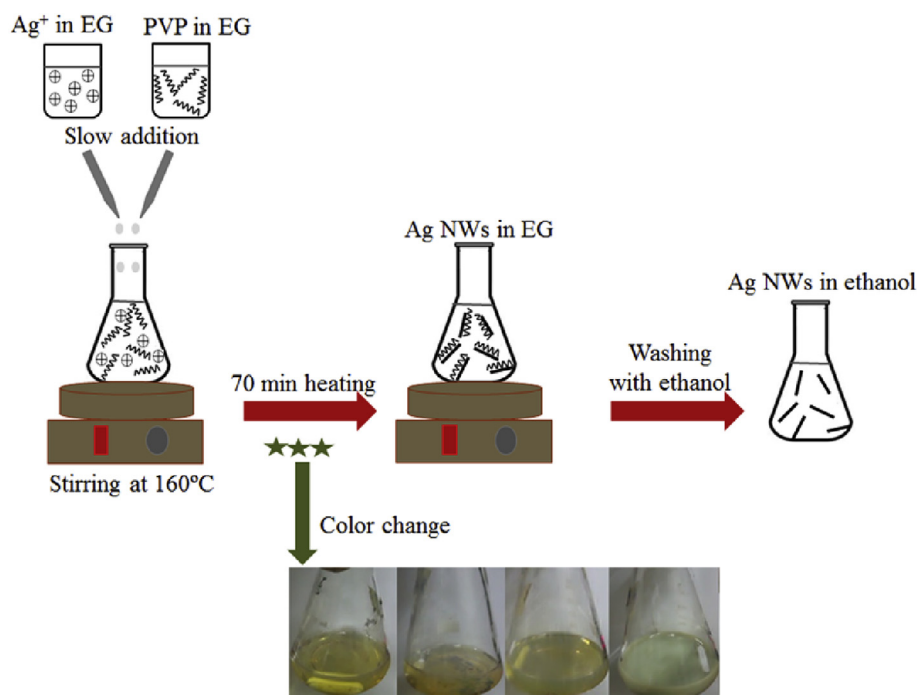 Ag⁺ in EG
PVP in EG
Slow addition
Ag NWs in EG
Ag NWs in ethanol
70 min heating
Washing
with ethanol
Stirring at 160ºC
Color change